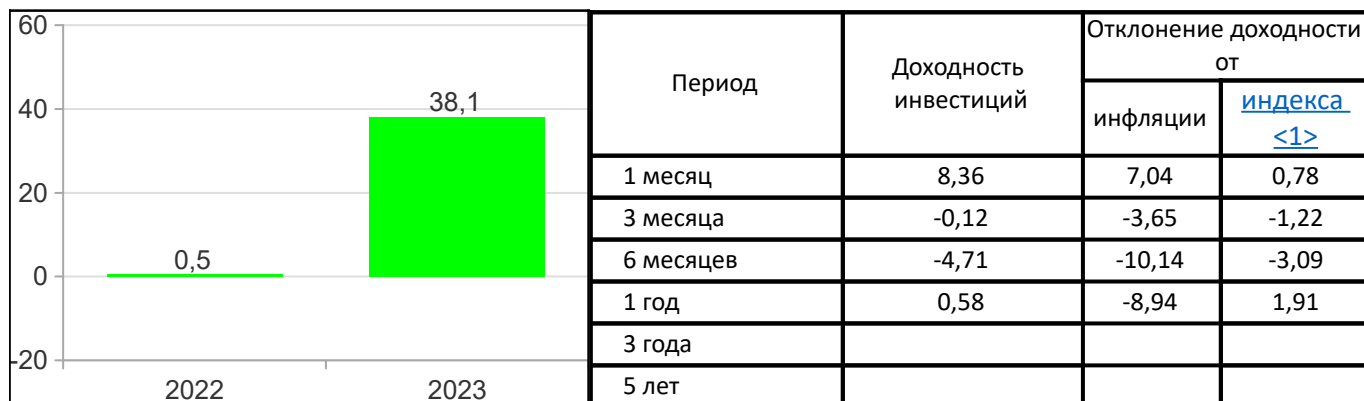 60
40
20
0
-20
0,5
38,1
2022
2023
Период
Доходность
инвестиций
Отклонение доходности
от
инфляции
индекса
<1>
1 месяц 8,36 7,04 0,78
3 месяца -0,12 -3,65 -1,22
6 месяцев -4,71 -10,14 -3,09
1 год 0,58 -8,94 1,91
3 года
5 лет